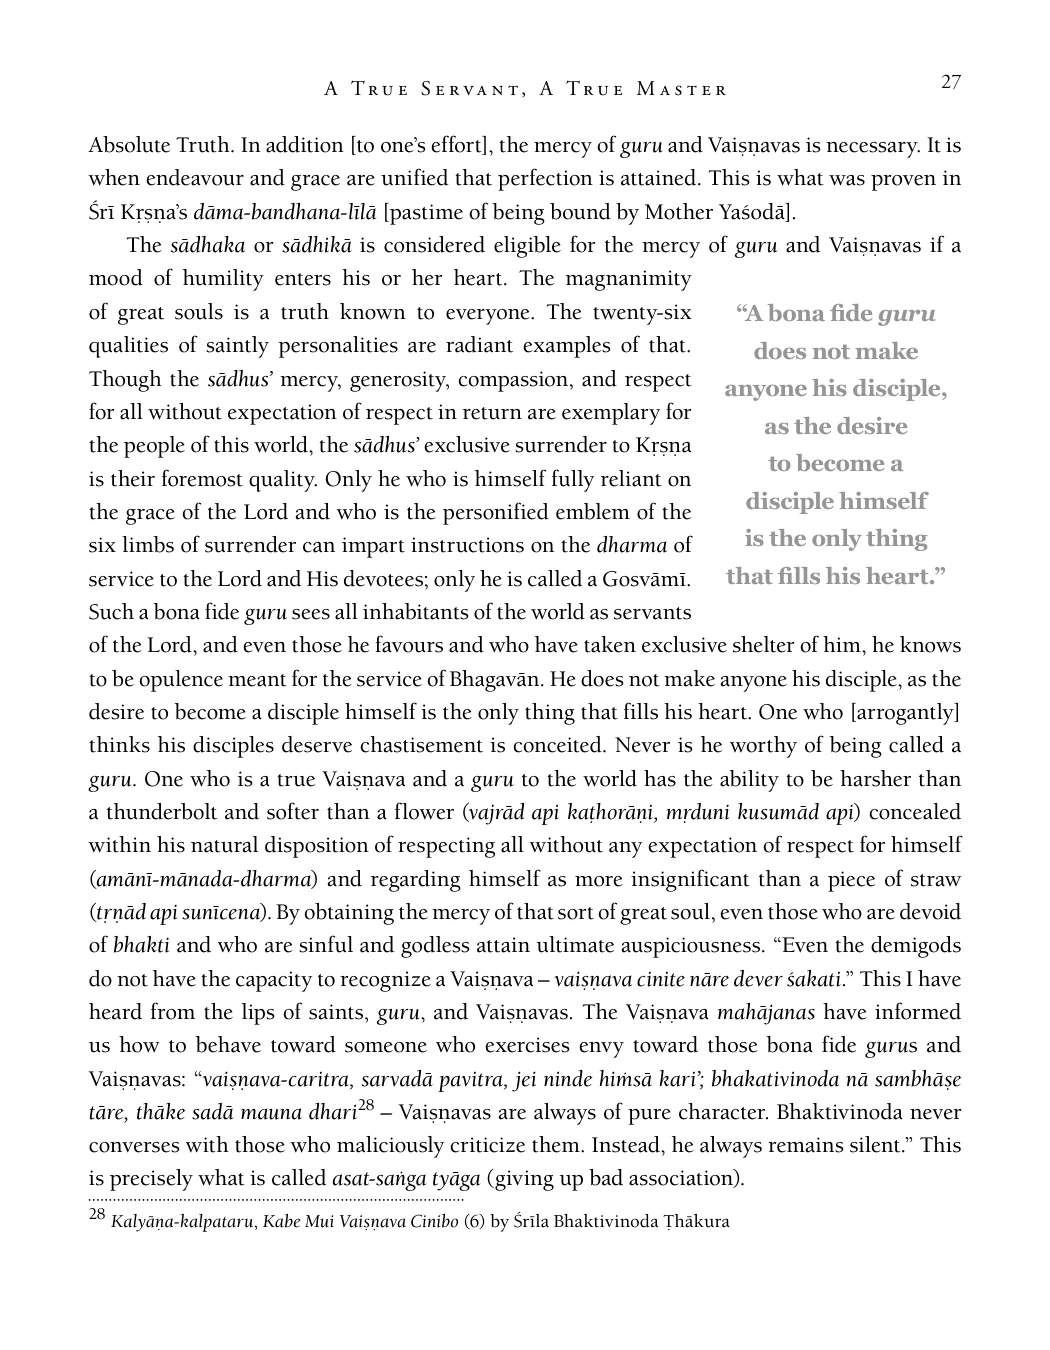 A True Servant, A True Master
27
Absolute Truth. In addition [to one’s effort], the mercy of guru and Vaiṣṇavas is necessary. It is
when endeavour and grace are unified that perfection is attained. This is what was proven in
Śrī Kṛṣṇa’s dāma-bandhana-līlā [pastime of being bound by Mother Yaśodā].
The sādhaka or sādhikā is considered eligible for the mercy of guru and Vaiṣṇavas if a
mood of humility enters his or her heart. The magnanimity
of great souls is a truth known to everyone. The twenty-six
qualities of saintly personalities are radiant examples of that.
Though the sādhus’ mercy, generosity, compassion, and respect
for all without expectation of respect in return are exemplary for
the people of this world, the sādhus’ exclusive surrender to Kṛṣṇa
is their foremost quality. Only he who is himself fully reliant on
the grace of the Lord and who is the personified emblem of the
six limbs of surrender can impart instructions on the dharma of
service to the Lord and His devotees; only he is called a Gosvāmī.
Such a bona fide guru sees all inhabitants of the world as servants
“A bona fide guru
does not make
anyone his disciple,
as the desire
to become a
disciple himself
is the only thing
that fills his heart.”
of the Lord, and even those he favours and who have taken exclusive shelter of him, he knows
to be opulence meant for the service of Bhagavān. He does not make anyone his disciple, as the
desire to become a disciple himself is the only thing that fills his heart. One who [arrogantly]
thinks his disciples deserve chastisement is conceited. Never is he worthy of being called a
guru. One who is a true Vaiṣṇava and a guru to the world has the ability to be harsher than
a thunderbolt and softer than a flower (vajrād api kaṭhorāṇi, mṛduni kusumād api) concealed
within his natural disposition of respecting all without any expectation of respect for himself
(amānī-mānada-dharma) and regarding himself as more insignificant than a piece of straw
(tṛṇād api sunīcena). By obtaining the mercy of that sort of great soul, even those who are devoid
of bhakti and who are sinful and godless attain ultimate auspiciousness. “Even the demigods
do not have the capacity to recognize a Vaiṣṇava – vaiṣṇava cinite nāre dever śakati.” This I have
heard from the lips of saints, guru, and Vaiṣṇavas. The Vaiṣṇava mahājanas have informed
us how to behave toward someone who exercises envy toward those bona fide gurus and
Vaiṣṇavas: “vaiṣṇava-caritra, sarvadā pavitra, jei ninde hiṁsā kari’; bhakativinoda nā sambhāṣe
tāre, thāke sadā mauna dhari28 – Vaiṣṇavas are always of pure character. Bhaktivinoda never
converses with those who maliciously criticize them. Instead, he always remains silent.” This
is precisely what is called asat-saṅga tyāga (giving up bad association).
28 Kalyāṇa-kalpataru, Kabe Mui Vaiṣṇava Cinibo (6) by Śrīla Bhaktivinoda Ṭhākura